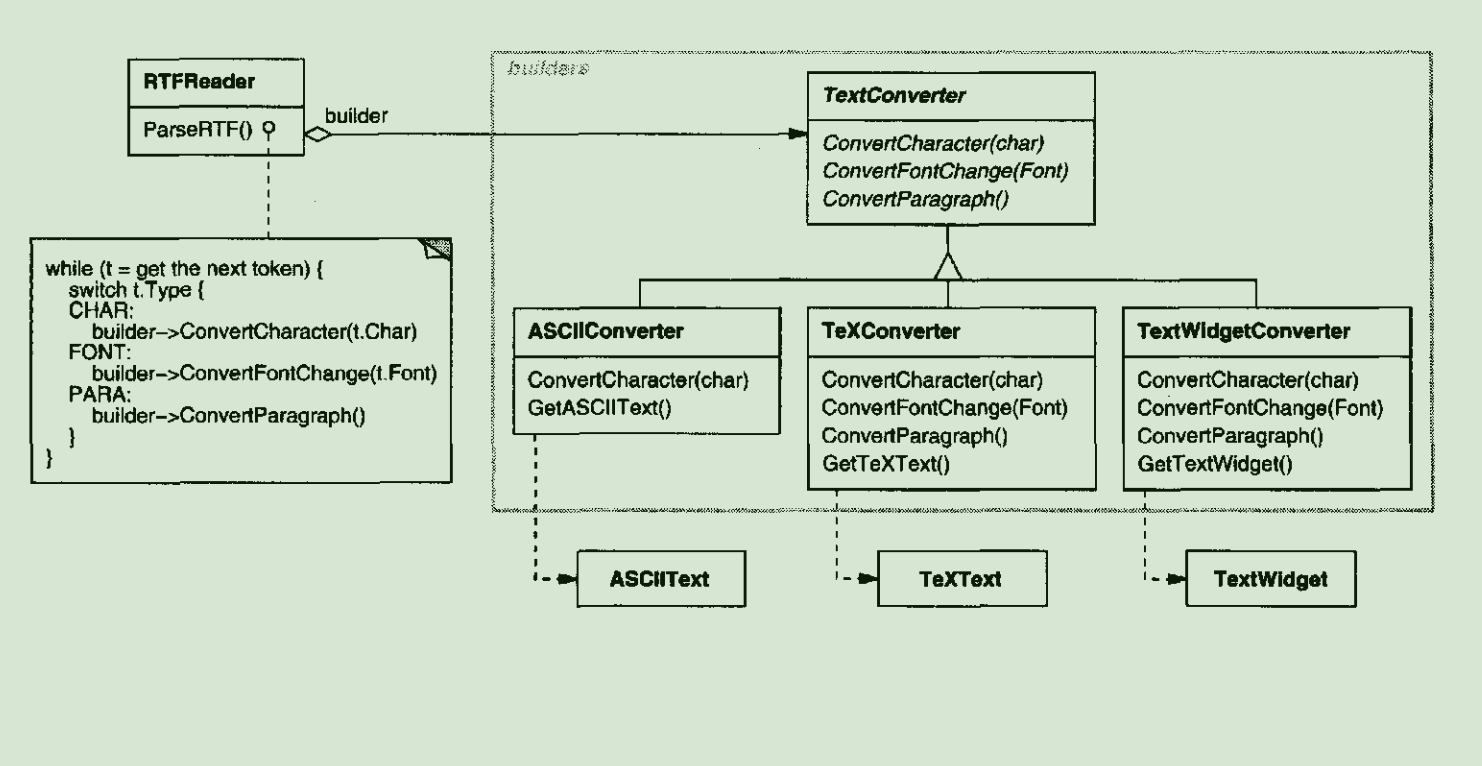 builders
RTFReader
ParseRTF()
builder
TextConverter
ConvertCharacter(char)
ConvertFontChange(Font)
ConvertParagraph()
while (t = get the next token) {
switch t.Type {
CHAR:
builder–>ConvertCharacter(t.Char)
FONT:
builder–>ConvertFontChange(t.Font)
PARA:
builder–>ConvertParagraph()
}
}
ASCIIConverter
ConvertCharacter(char)
GetASCIIText()
TeXConverter
ConvertCharacter(char)
ConvertFontChange(Font)
ConvertParagraph()
GetTeXText()
TextWidgetConverter
ConvertCharacter(char)
ConvertFontChange(Font)
ConvertParagraph()
GetTextWidget()
ASCIIText
TeXText
TextWidget